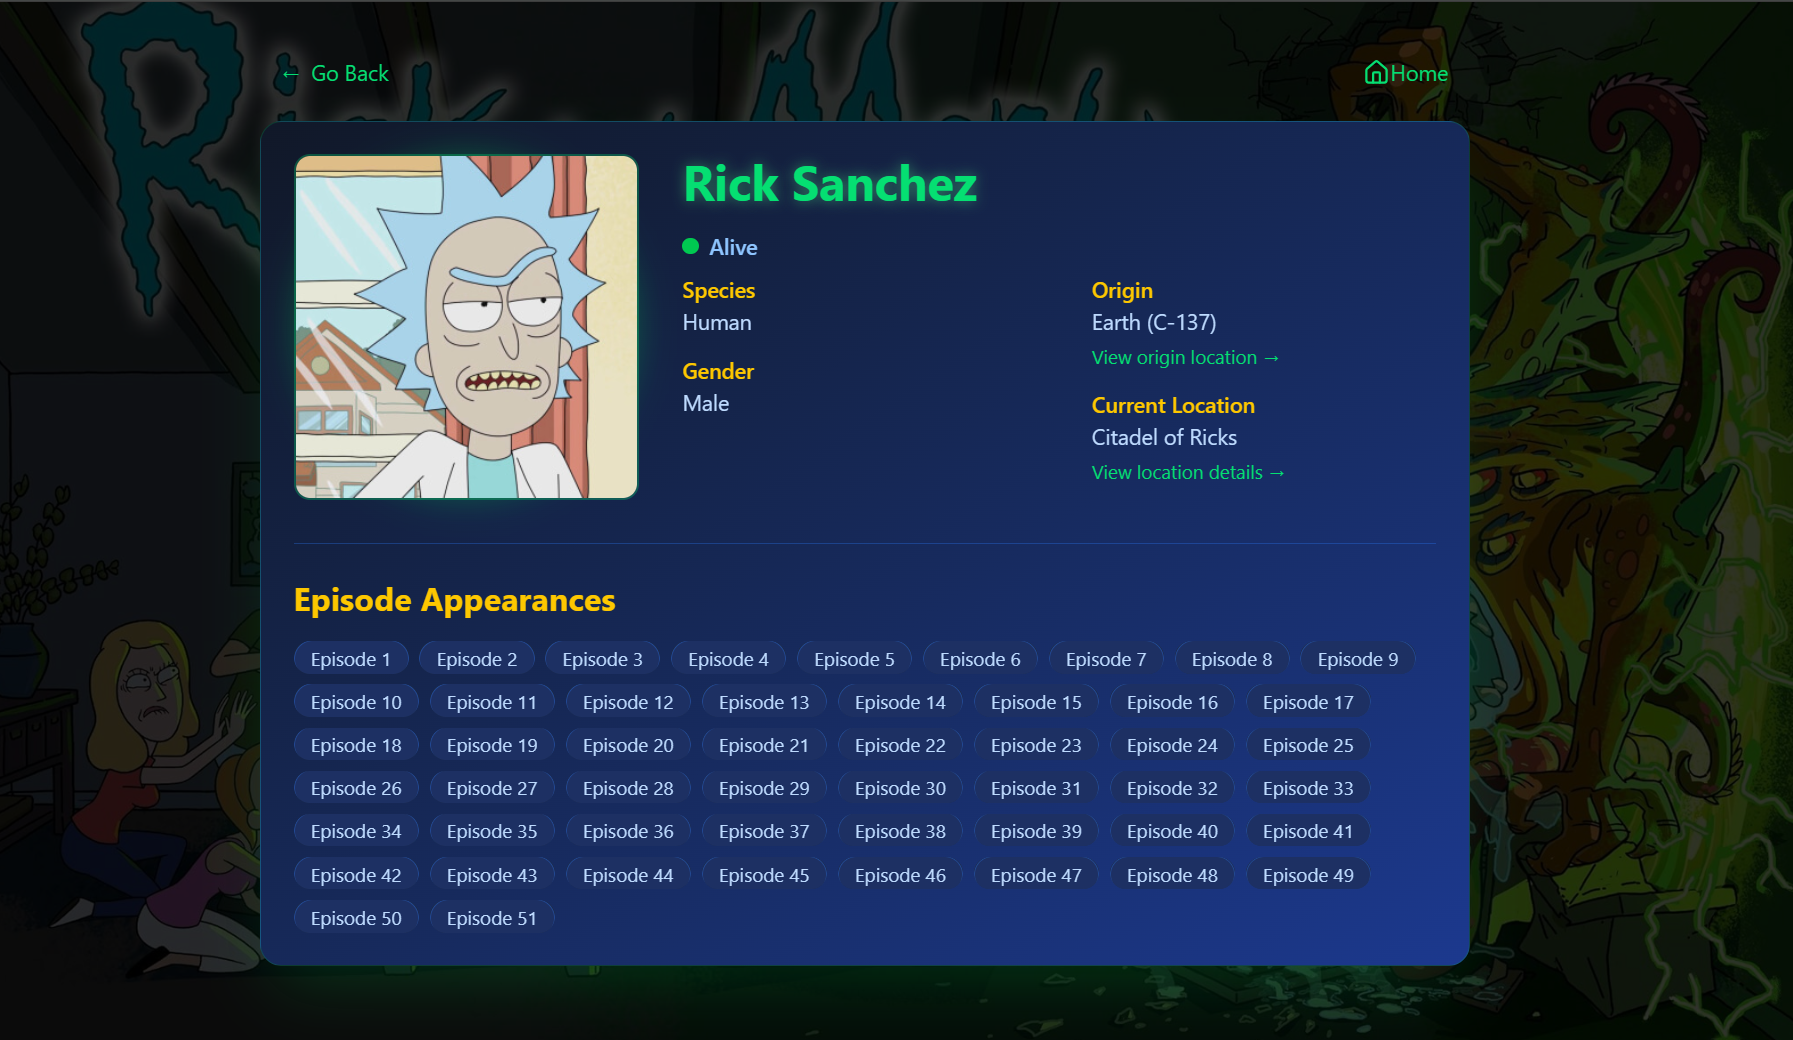 ← Go Back
Home
Rick Sanchez
Alive
Species
Human
Gender
Male
Origin
Earth (C-137)
View origin location →
Current Location
Citadel of Ricks
View location details →
Episode Appearances
Episode 1 Episode 2 Episode 3 Episode 4 Episode 5 Episode 6 Episode 7 Episode 8 Episode 9
Episode 10 Episode 11 Episode 12 Episode 13 Episode 14 Episode 15 Episode 16 Episode 17
Episode 18 Episode 19 Episode 20 Episode 21 Episode 22 Episode 23 Episode 24 Episode 25
Episode 26 Episode 27 Episode 28 Episode 29 Episode 30 Episode 31 Episode 32 Episode 33
Episode 34 Episode 35 Episode 36 Episode 37 Episode 38 Episode 39 Episode 40 Episode 41
Episode 42 Episode 43 Episode 44 Episode 45 Episode 46 Episode 47 Episode 48 Episode 49
Episode 50 Episode 51